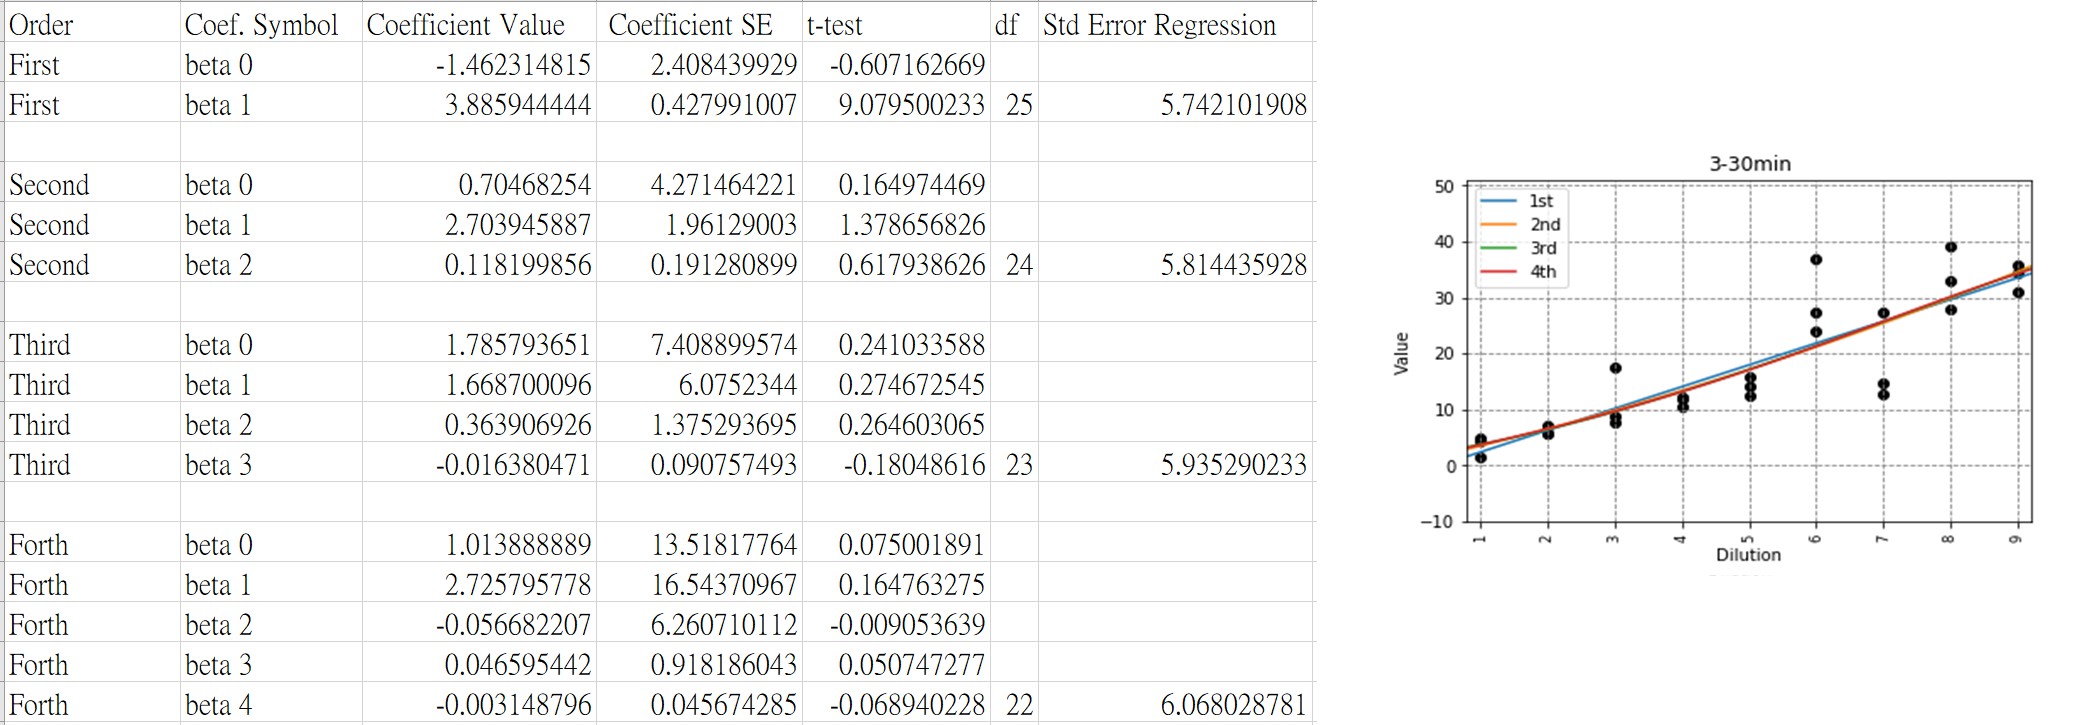 Order Coef. Symbol Coefficient Value Coefficient SE t-test df Std Error Regression
First beta 0 -1.462314815 2.408439929 -0.607162669
First beta 1 3.885944444 0.427991007 9.079500233 25 5.742101908
Second beta 0 0.70468254 4.271464221 0.164974469
Second beta 1 2.703945887 1.96129003 1.378656826
Second beta 2 0.118199856 0.191280899 0.617938626 24 5.814435928
Third beta 0 1.785793651 7.408899574 0.241033588
Third beta 1 1.668700096 6.0752344 0.274672545
Third beta 2 0.363906926 1.375293695 0.264603065
Third beta 3 -0.016380471 0.090757493 -0.18048616 23 5.935290233
Forth beta 0 1.013888889 13.51817764 0.075001891
Forth beta 1 2.725795778 16.54370967 0.164763275
Forth beta 2 -0.056682207 6.260710112 -0.009053639
Forth beta 3 0.046595442 0.918186043 0.050747277
Forth beta 4 -0.003148796 0.045674285 -0.068940228 22 6.068028781
3-30min
1st
2nd
3rd
4th
Value
50
40
30
20
10
0
−10
1 2 3 4 5 6 7 8 9
Dilution